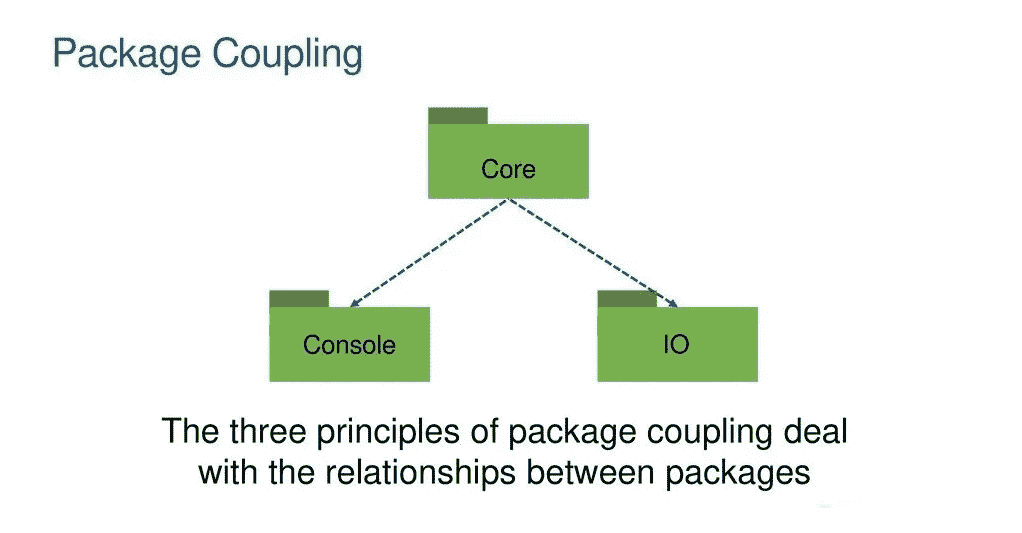 Package Coupling
Core
Console
IO
The three principles of package coupling deal
with the relationships between packages